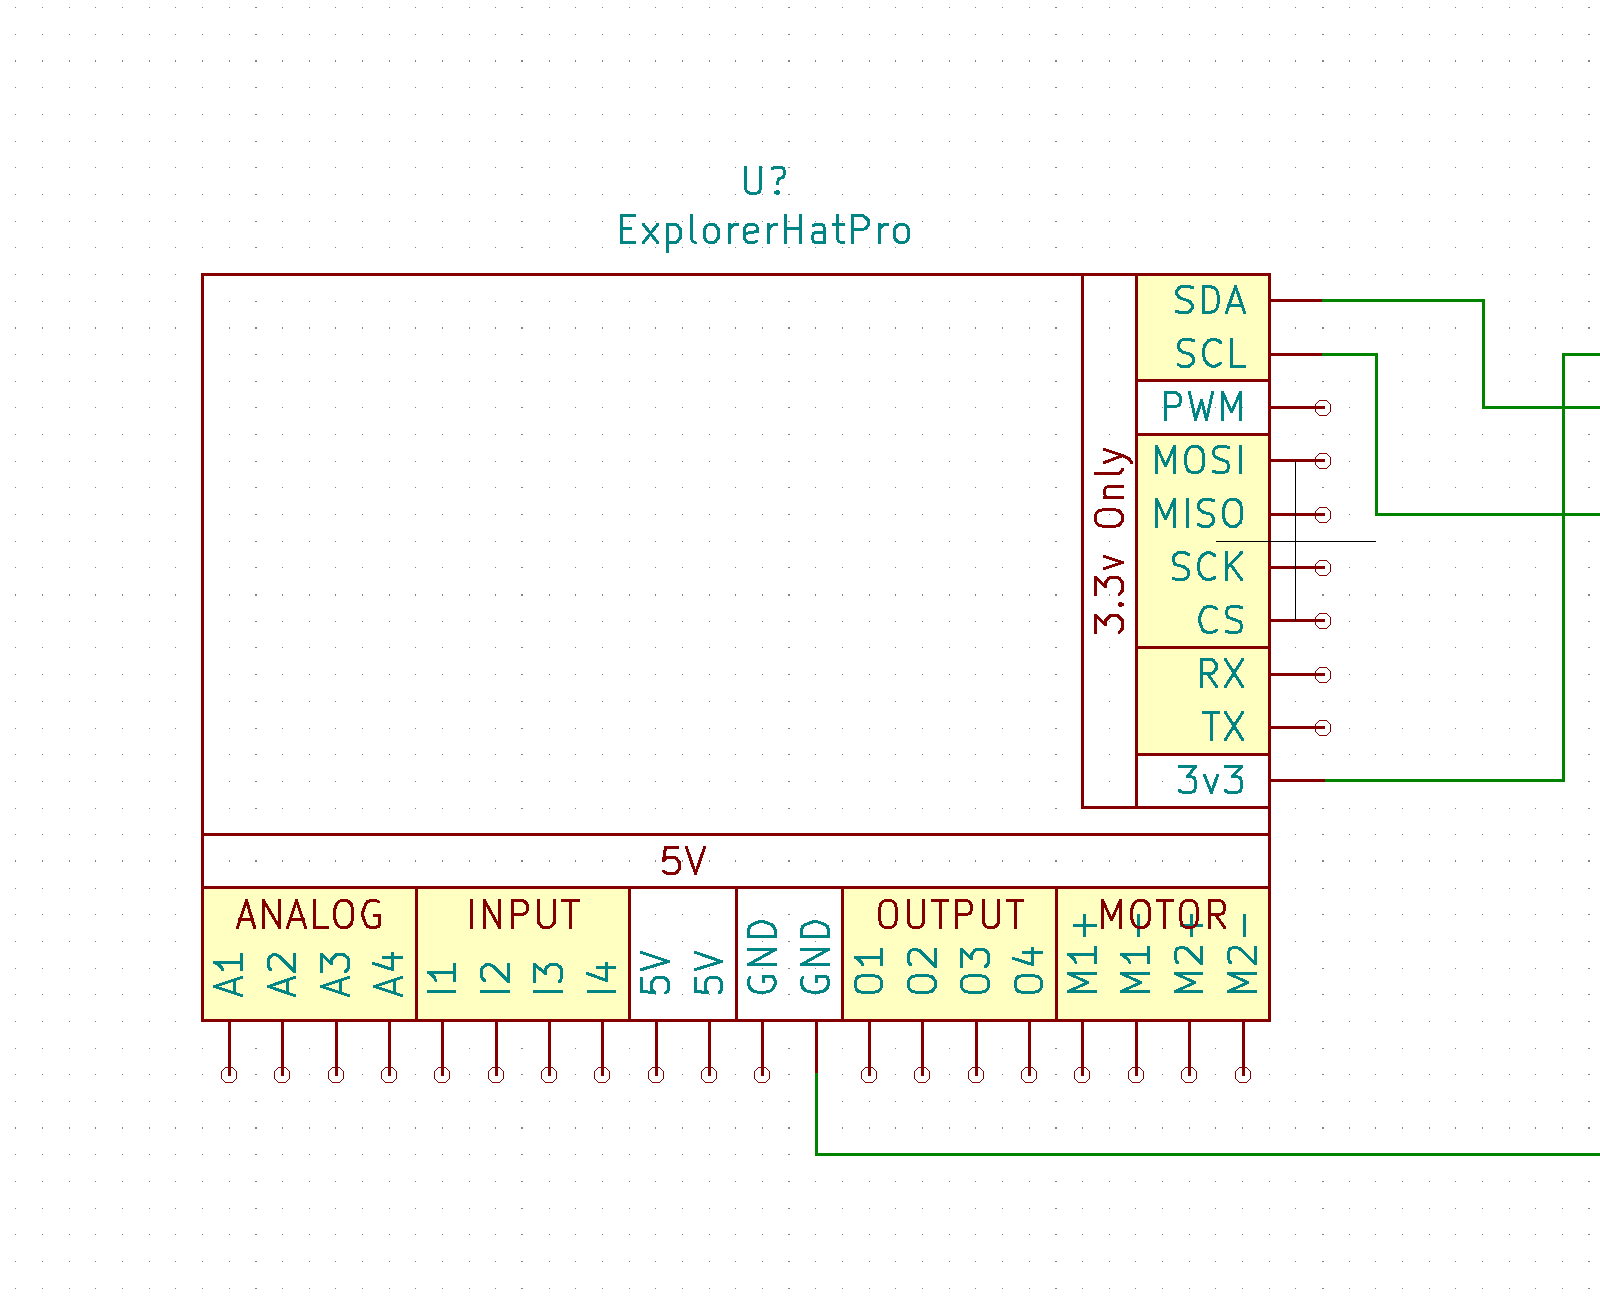 U?
ExplorerHatPro
SDA
SCL
PWM
MOSI
MISO
SCK
CS
RX
TX
3v3
3.3v Only
5V
ANALOG
INPUT
OUTPUT
MOTOR
A1
A2
A3
A4
I1
I2
I3
I4
5V
5V
GND
GND
O1
O2
O3
O4
M1+
M1-
M2+
M2-